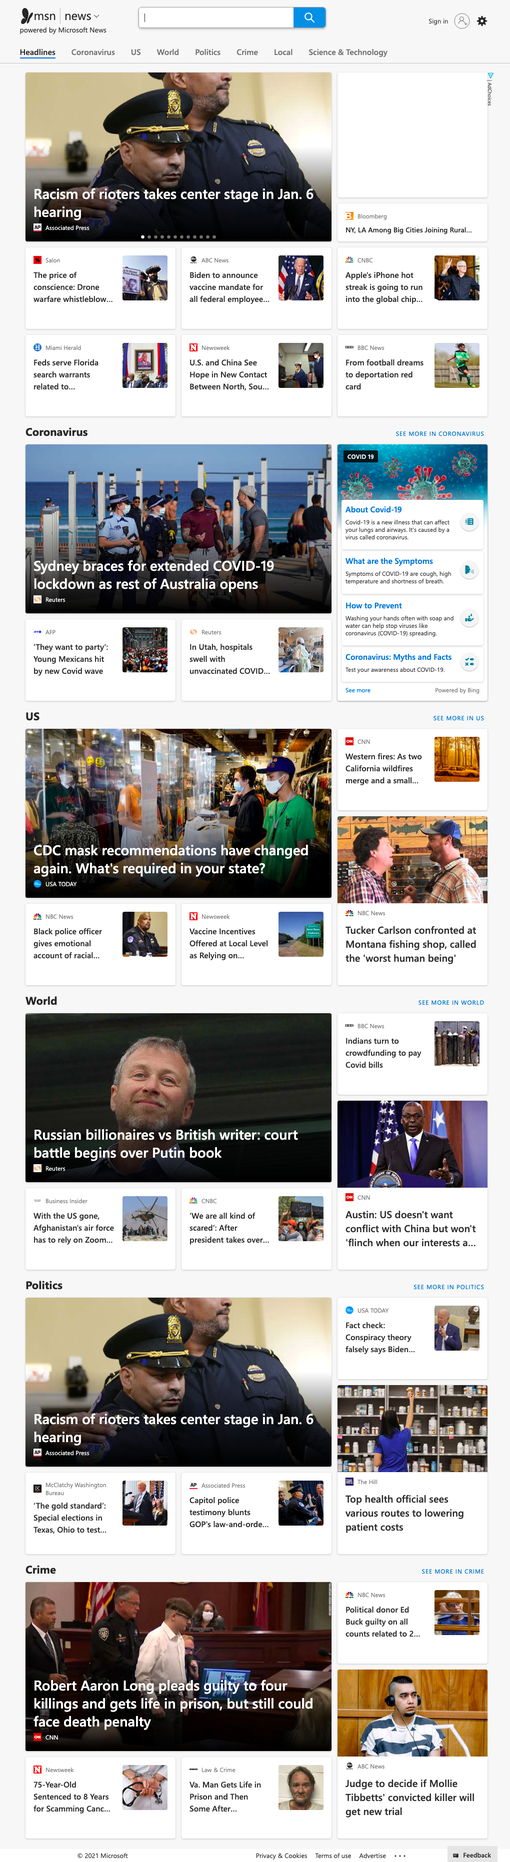 msn news
powered by Microsoft News
Sign in
Headlines Coronavirus US World Politics Crime Local Science & Technology
Racism of rioters takes center stage in Jan. 6
hearing
Associated Press
AdChoices
Bloomberg
NY, LA Among Big Cities Joining Rural...
Salon
The price of
conscience: Drone
warfare whistleblow...
ABC News
Biden to announce
vaccine mandate for
all federal employee...
CNBC
Apple's iPhone hot
streak is going to run
into the global chip...
Miami Herald
Feds serve Florida
search warrants
related to...
Newsweek
U.S. and China See
Hope in New Contact
Between North, Sou...
BBC News
From football dreams
to deportation red
card
Coronavirus
SEE MORE IN CORONAVIRUS
Sydney braces for extended COVID-19
lockdown as rest of Australia opens
Reuters
COVID 19
About Covid-19
Covid-19 is a new illness that can affect
your lungs and airways. It's caused by a
virus called coronavirus.
What are the Symptoms
Symptoms of COVID-19 are cough, high
temperature and shortness of breath.
How to Prevent
Washing your hands often with soap and
water can help stop viruses like
coronavirus (COVID-19) spreading.
Coronavirus: Myths and Facts
Test your awareness about COVID-19.
See more
Powered by Bing
AFP
'They want to party':
Young Mexicans hit
by new Covid wave
Reuters
In Utah, hospitals
swell with
unvaccinated COVID...
US
SEE MORE IN US
CDC mask recommendations have changed
again. What's required in your state?
USA TODAY
CNN
Western fires: As two
California wildfires
merge and a small...
NBC News
Tucker Carlson confronted at
Montana fishing shop, called
the 'worst human being'
NBC News
Black police officer
gives emotional
account of racial...
Newsweek
Vaccine Incentives
Offered at Local Level
as Relying on...
World
SEE MORE IN WORLD
Russian billionaires vs British writer: court
battle begins over Putin book
Reuters
BBC News
Indians turn to
crowdfunding to pay
Covid bills
CNN
Austin: US doesn't want
conflict with China but won't
'flinch when our interests a...
Business Insider
With the US gone,
Afghanistan's air force
has to rely on Zoom...
CNBC
'We are all kind of
scared': After
president takes over...
Politics
SEE MORE IN POLITICS
Racism of rioters takes center stage in Jan. 6
hearing
Associated Press
USA TODAY
Fact check:
Conspiracy theory
falsely says Biden...
The Hill
Top health official sees
various routes to lowering
patient costs
McClatchy Washington
Bureau
'The gold standard':
Special elections in
Texas, Ohio to test...
Associated Press
Capitol police
testimony blunts
GOP's law-and-orde...
Crime
SEE MORE IN CRIME
Robert Aaron Long pleads guilty to four
killings and gets life in prison, but still could
face death penalty
CNN
NBC News
Political donor Ed
Buck guilty on all
counts related to 2...
ABC News
Judge to decide if Mollie
Tibbetts' convicted killer will
get new trial
Newsweek
75-Year-Old
Sentenced to 8 Years
for Scamming Canc...
Law & Crime
Va. Man Gets Life in
Prison and Then
Some After...
© 2021 Microsoft
Privacy & Cookies Terms of use Advertise ...
Feedback